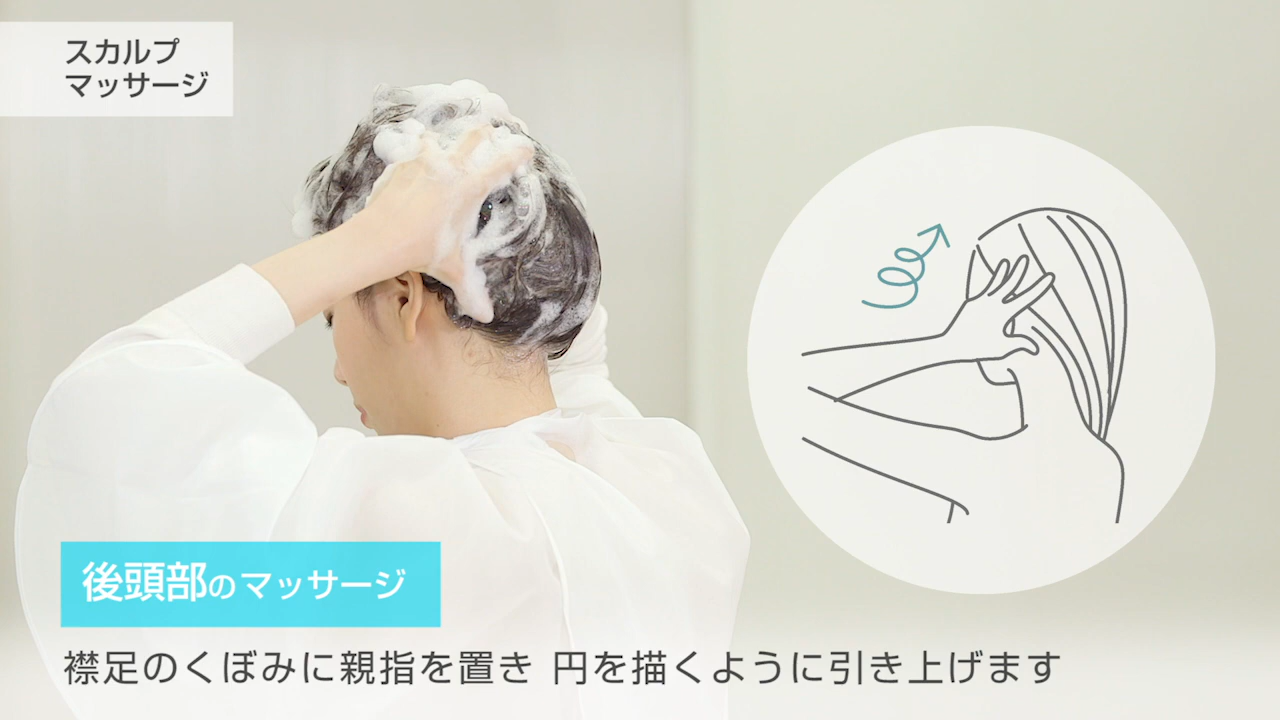 スカルプ
マッサージ
後頭部のマッサージ
襟足のくぼみに親指を置き 円を描くように引き上げます